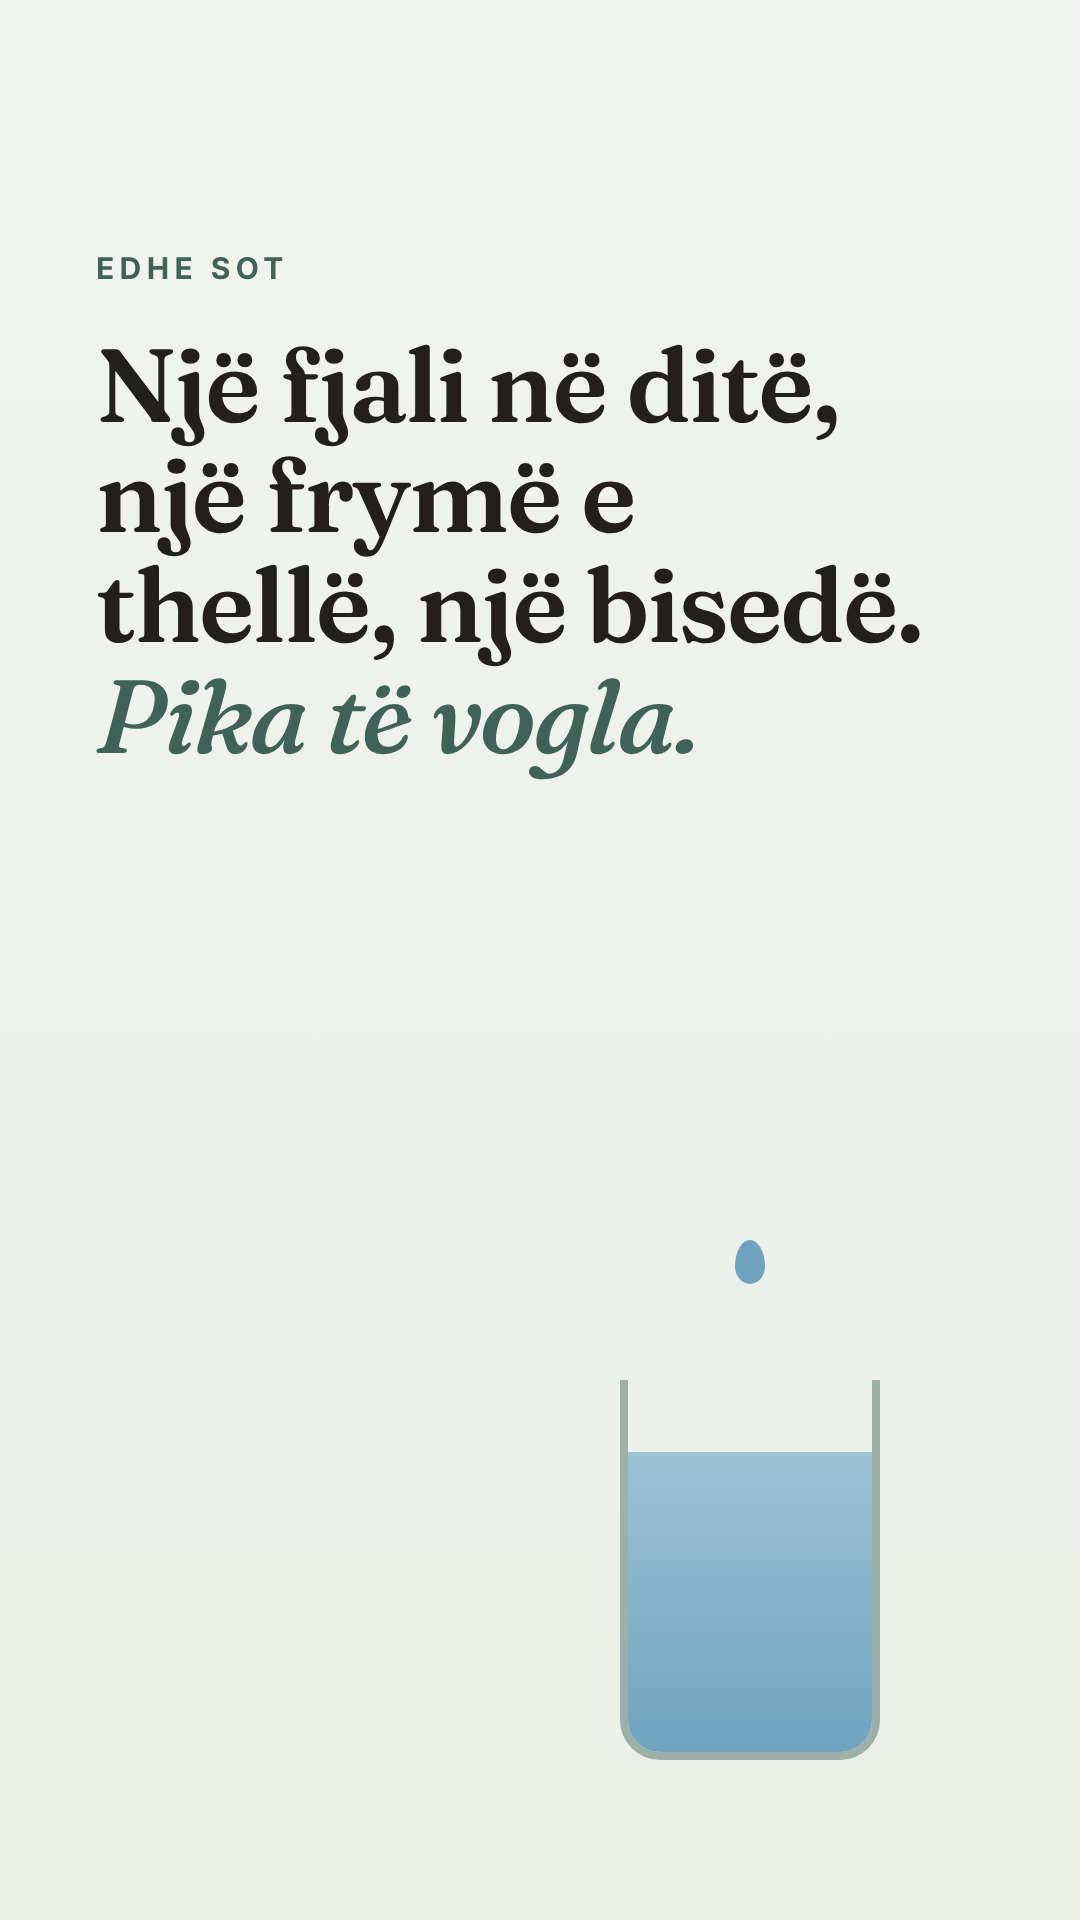 EDHE SOT
Një fjali në ditë,
një frymë e
thellë, një bisedë.
Pika të vogla.